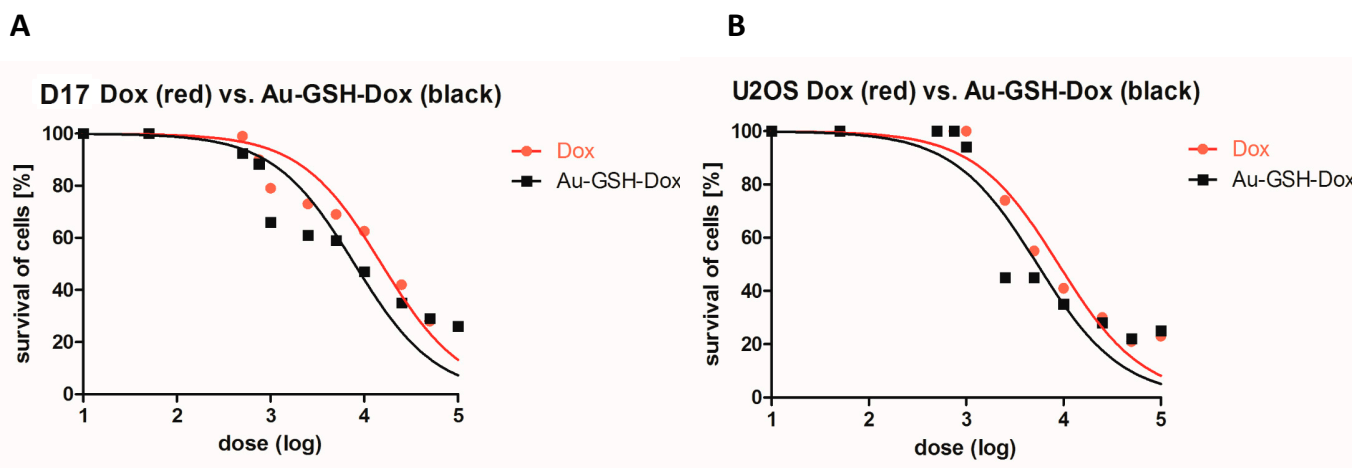 A
D17 Dox (red) vs. Au-GSH-Dox (black)
100
80
60
40
20
0
survival of cells [%]
1 2 3 4 5
dose (log)
Dox
Au-GSH-Dox
B
U2OS Dox (red) vs. Au-GSH-Dox (black)
100
80
60
40
20
0
survival of cells [%]
1 2 3 4 5
dose (log)
Dox
Au-GSH-Dox